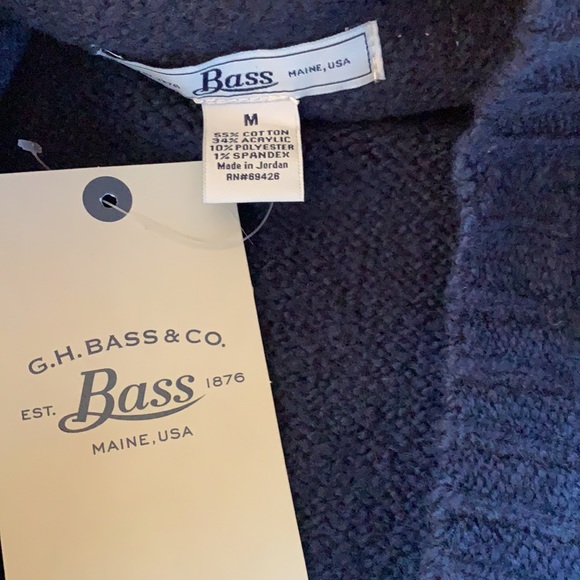 1876 Bass MAINE, USA
M
55% COTTON
34% ACRYLIC
10% POLYESTER
1% SPANDEX
Made in Jordan
RN#69426
G.H. BASS & CO.
EST. Bass 1876
MAINE, USA